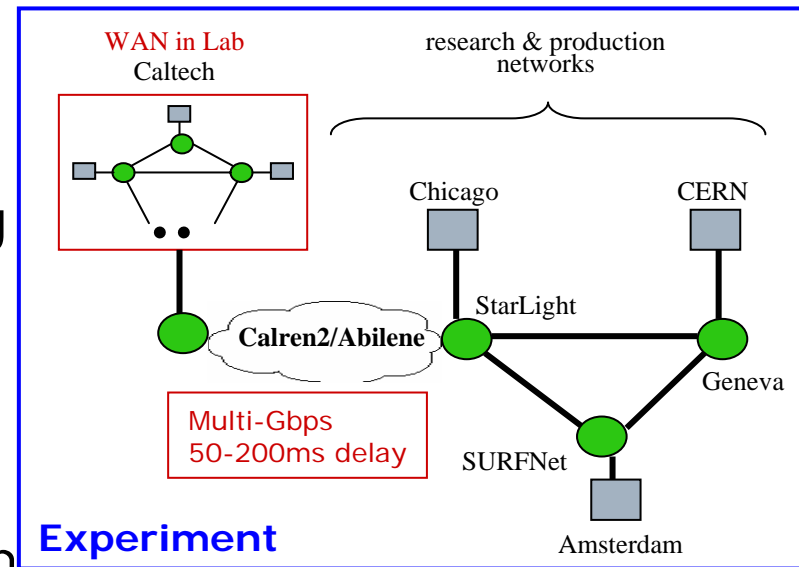 WAN in Lab
Caltech
research & production
networks
Chicago
CERN
StarLight
Calren2/Abilene
Geneva
Multi-Gbps
50-200ms delay
SURFNet
Amsterdam
Experiment